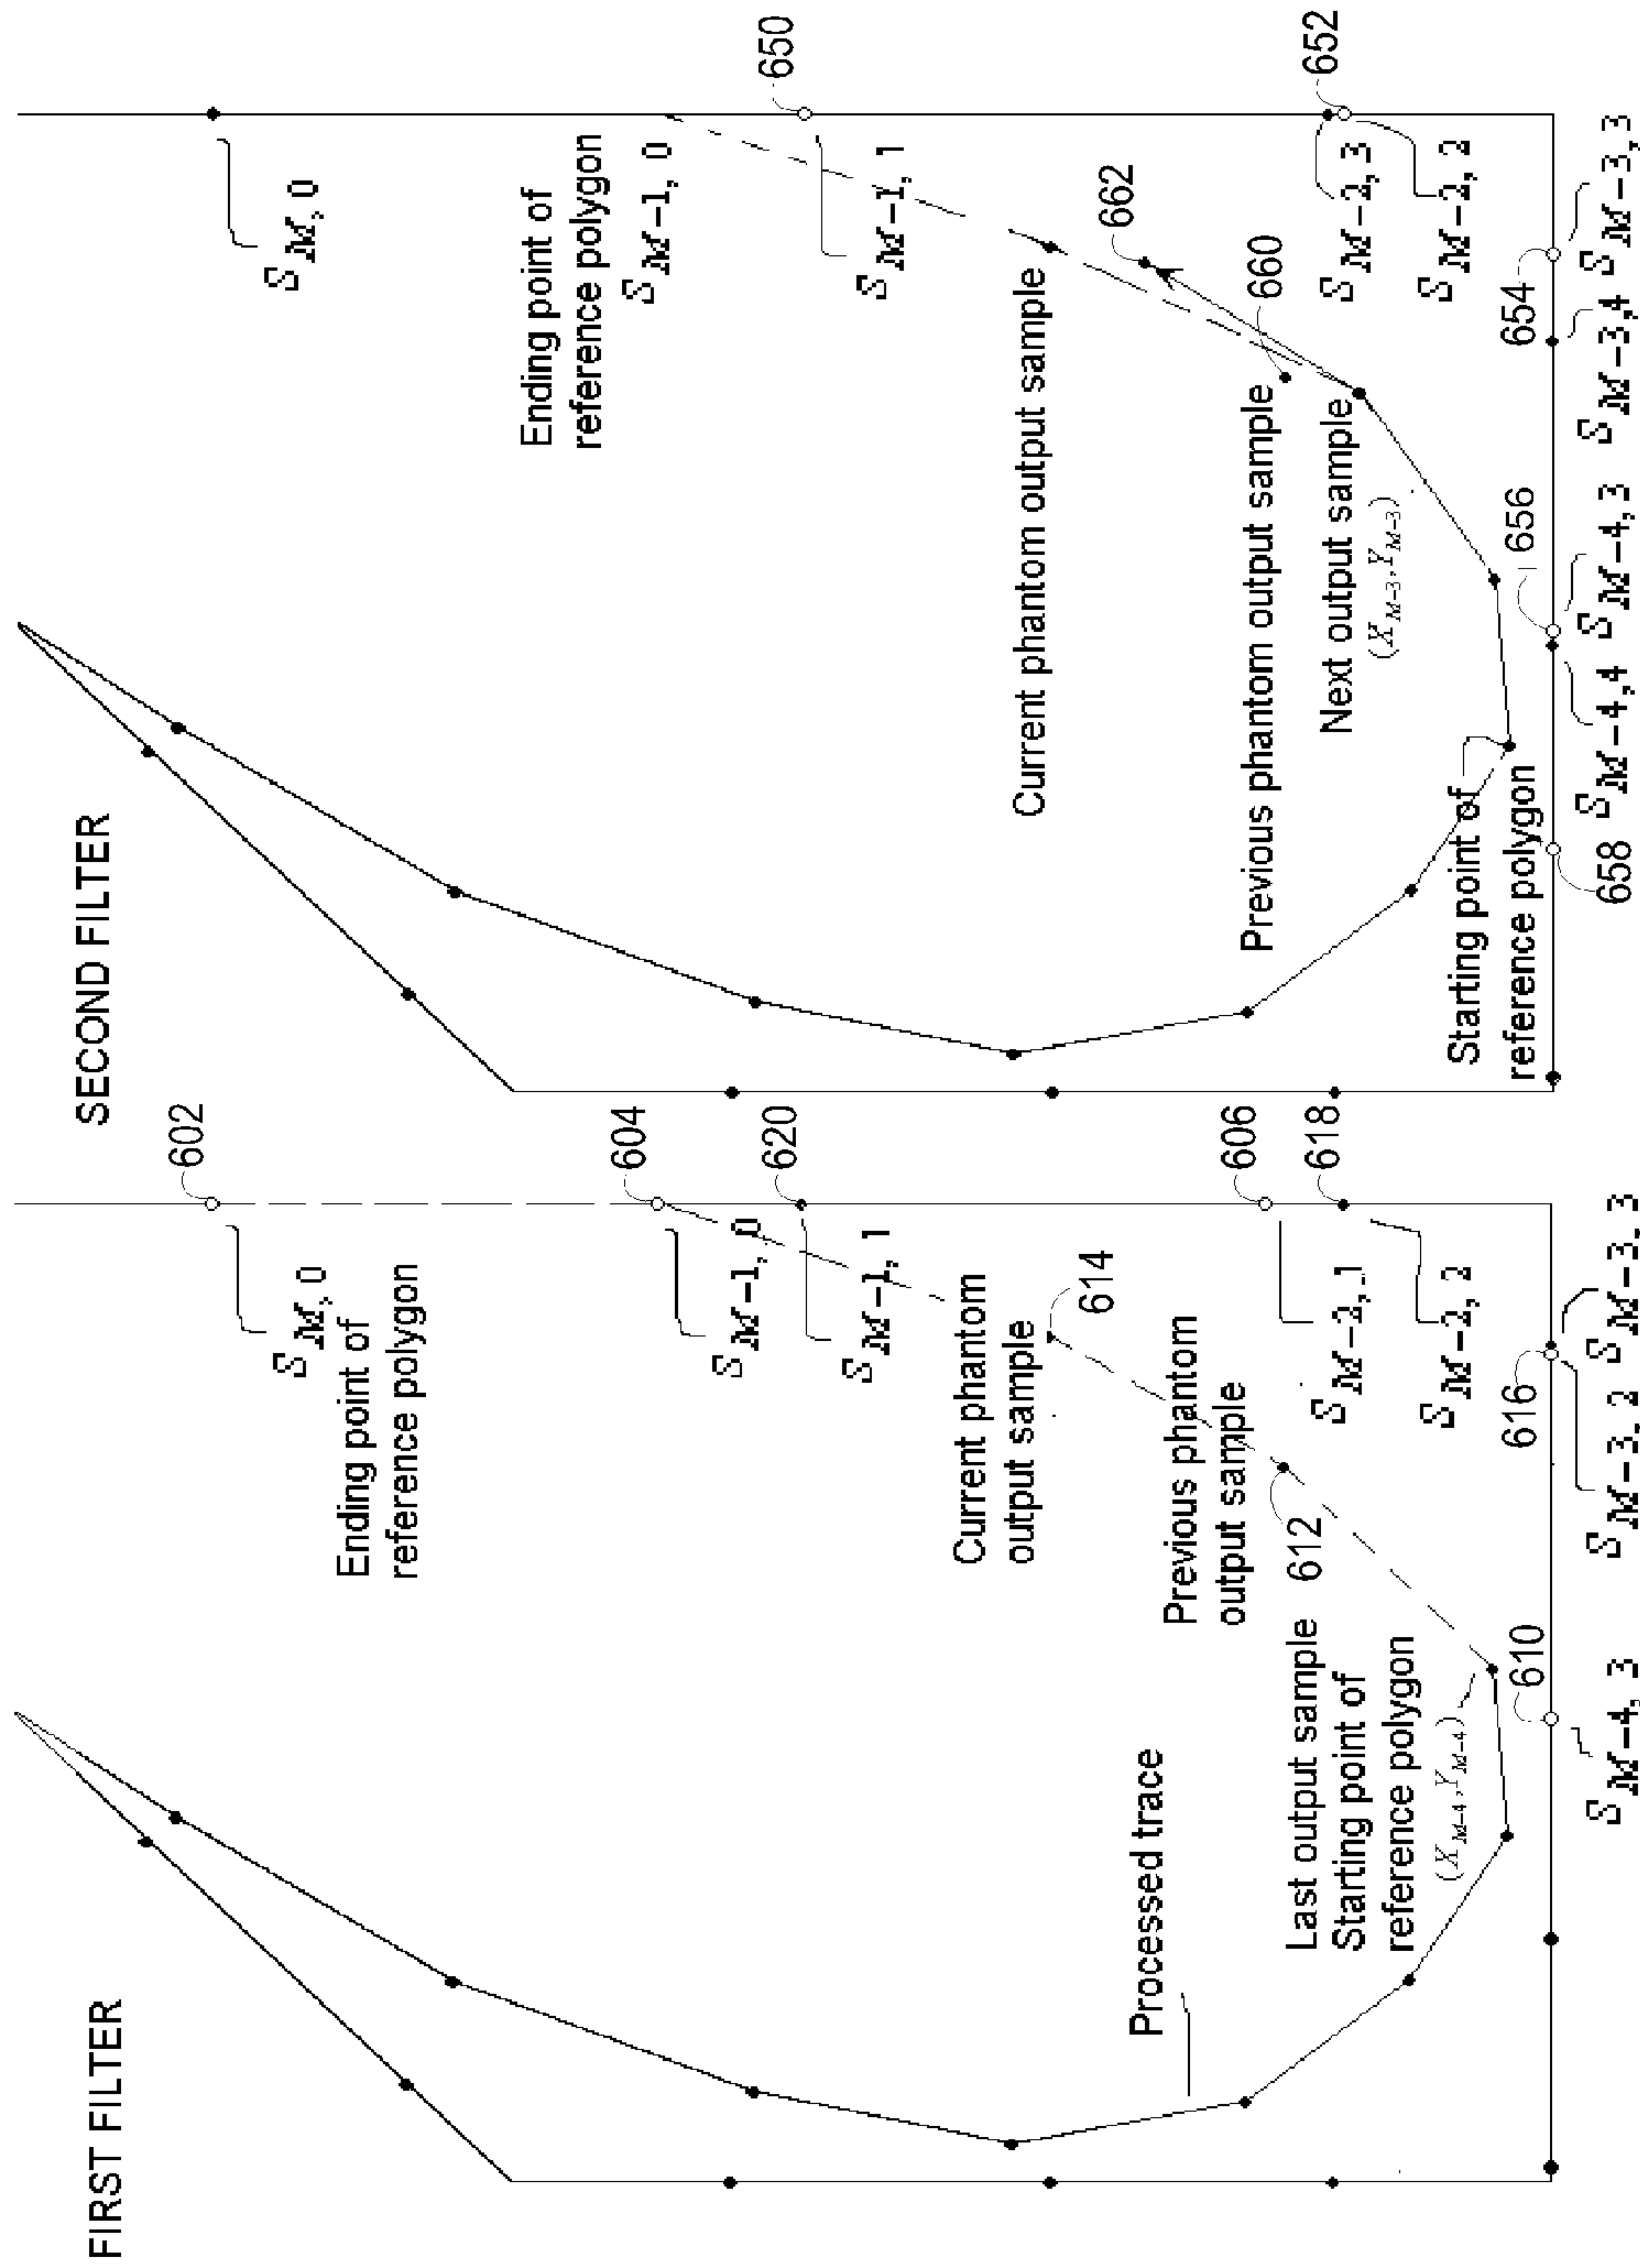 FIRST FILTER
Processed trace
Last output sample
Starting point of
reference polygon
(X_{M-4}, Y_{M-4})
610
S_{M-4, 3}
612
Previous phantom
output sample
Current phantom
output sample
614
Ending point of
reference polygon
S_{M, 0}
602
S_{M-1, 0}
604
S_{M-1, 1}
620
S_{M-2, 1}
606
S_{M-2, 2}
618
616
S_{M-3, 2}
S_{M-3, 3}
SECOND FILTER
S_{M, 0}
Ending point of
reference polygon
S_{M-1, 0}
650
S_{M-1, 1}
Current phantom output sample
662
660
Previous phantom output sample
Next output sample
(X_{M-3}, Y_{M-3})
652
S_{M-2, 3}
S_{M-2, 2}
Starting point of
reference polygon
658
656
654
S_{M-4, 4}
S_{M-4, 3}
S_{M-3, 4}
S_{M-3, 3}